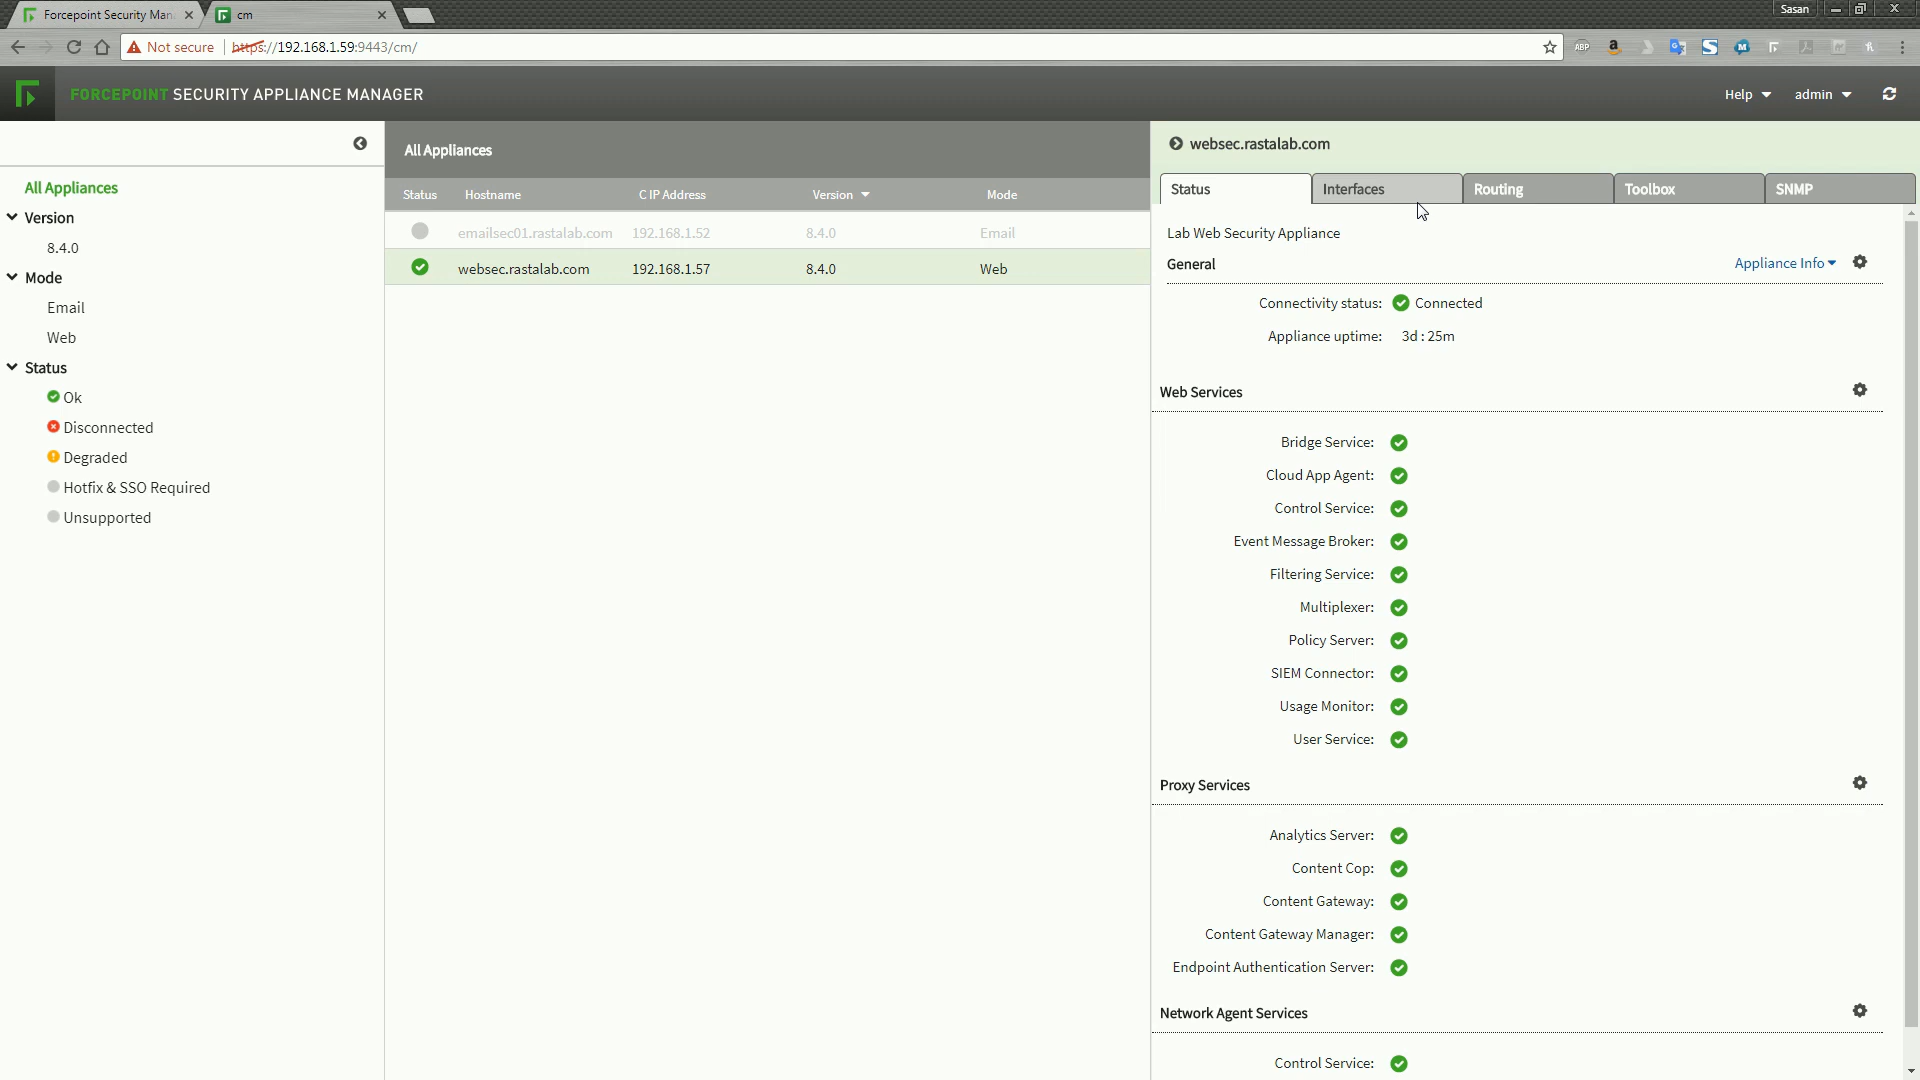 Forcepoint Security Man
cm
Sasan
Not secure
https://192.168.1.59:9443/cm/
ABP
FORCEPOINT SECURITY APPLIANCE MANAGER
Help
admin
All Appliances
Version
8.4.0
Mode
Email
Web
Status
Ok
Disconnected
Degraded
Hotfix & SSO Required
Unsupported
All Appliances
Status Hostname C IP Address Version Mode
emailsec01.rastalab.com 192.168.1.52 8.4.0 Email
websec.rastalab.com 192.168.1.57 8.4.0 Web
websec.rastalab.com
Status Interfaces Routing Toolbox SNMP
Lab Web Security Appliance
General Appliance Info
Connectivity status: Connected
Appliance uptime: 3d : 25m
Web Services
Bridge Service:
Cloud App Agent:
Control Service:
Event Message Broker:
Filtering Service:
Multiplexer:
Policy Server:
SIEM Connector:
Usage Monitor:
User Service:
Proxy Services
Analytics Server:
Content Cop:
Content Gateway:
Content Gateway Manager:
Endpoint Authentication Server:
Network Agent Services
Control Service: